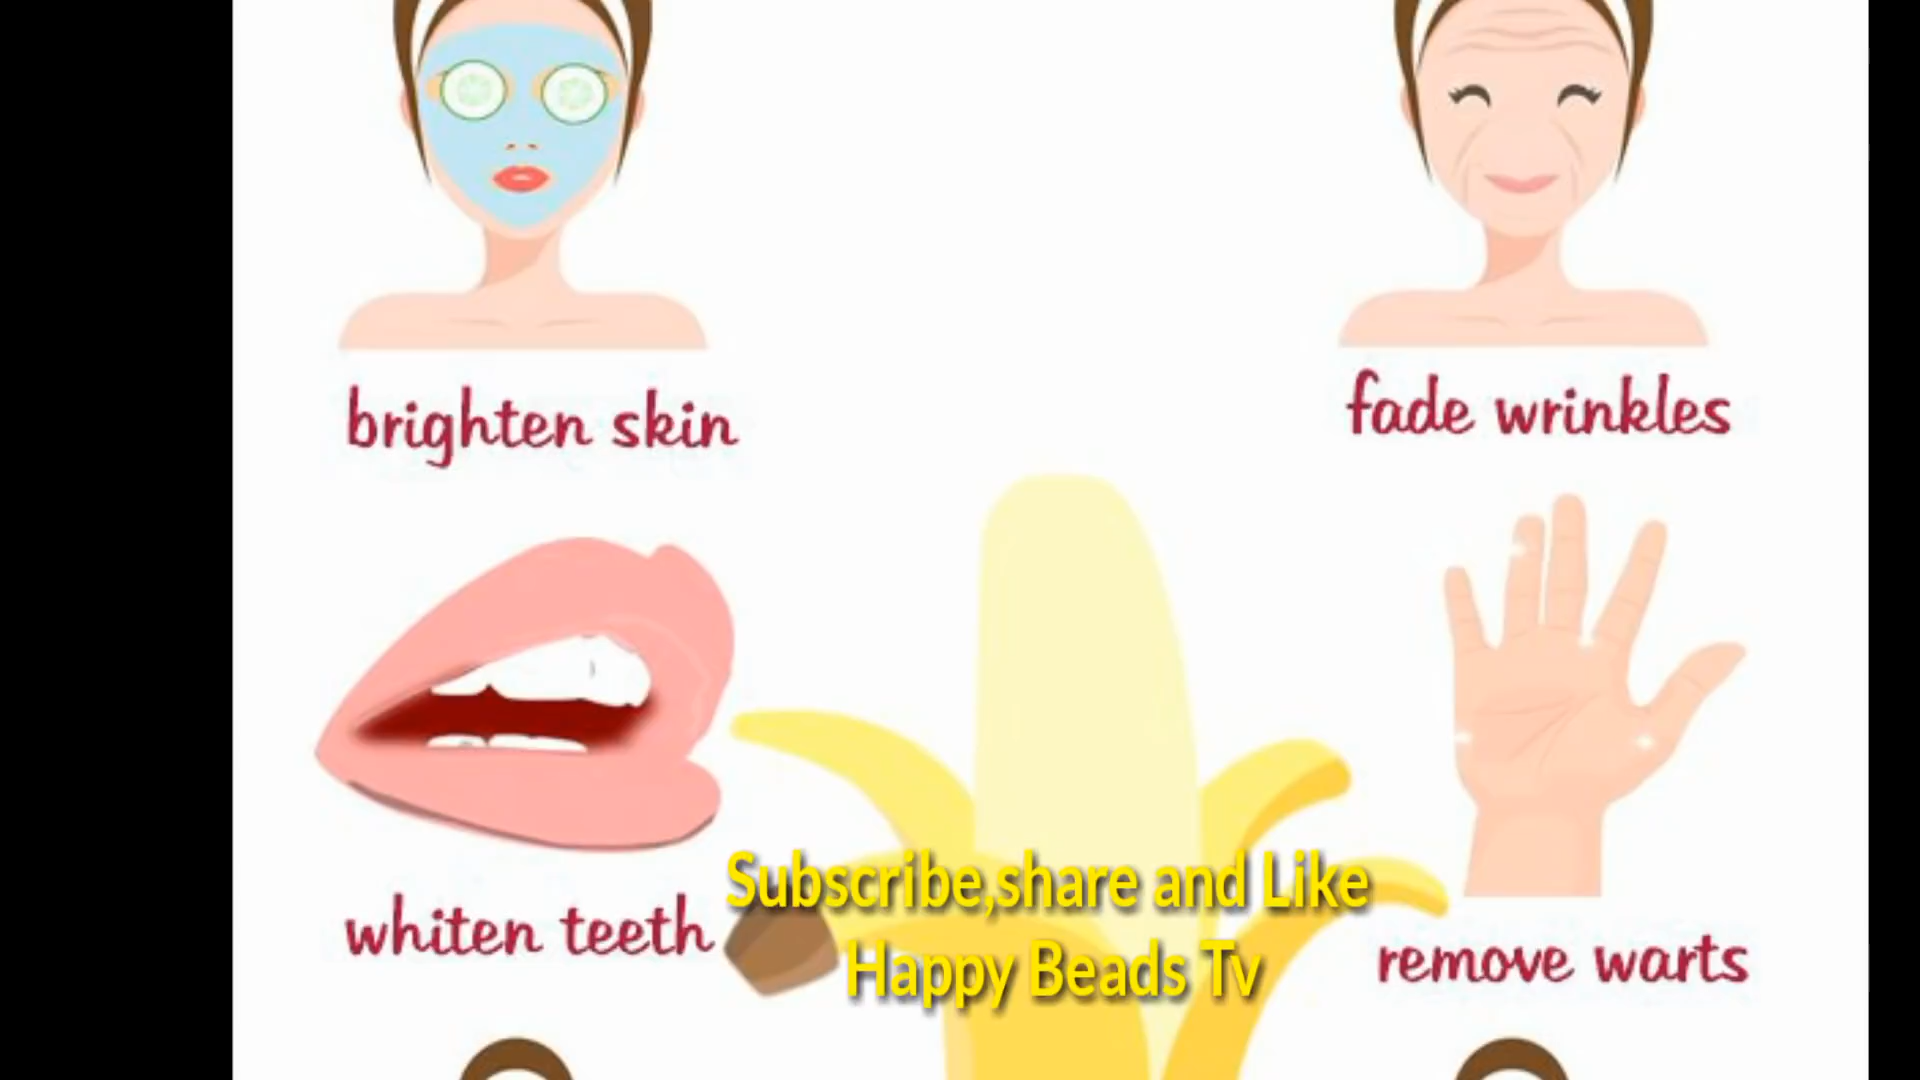 brighten skin
fade wrinkles
whiten teeth
remove warts
Subscribe,share and Like
Happy Beads Tv